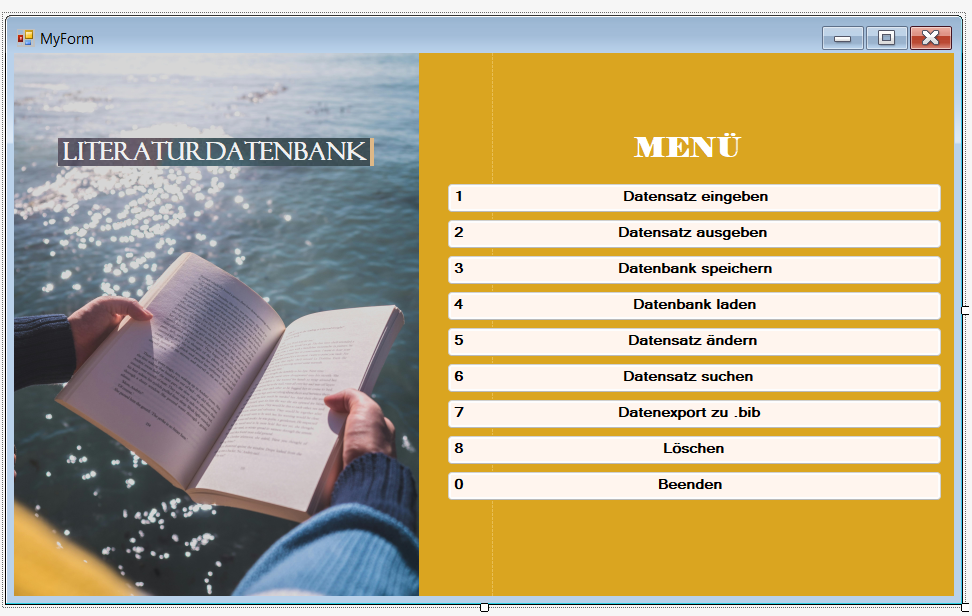 MyForm
LITERATURDATENBANK
MENÜ
1 Datensatz eingeben
2 Datensatz ausgeben
3 Datenbank speichern
4 Datenbank laden
5 Datensatz ändern
6 Datensatz suchen
7 Datenexport zu .bib
8 Löschen
0 Beenden